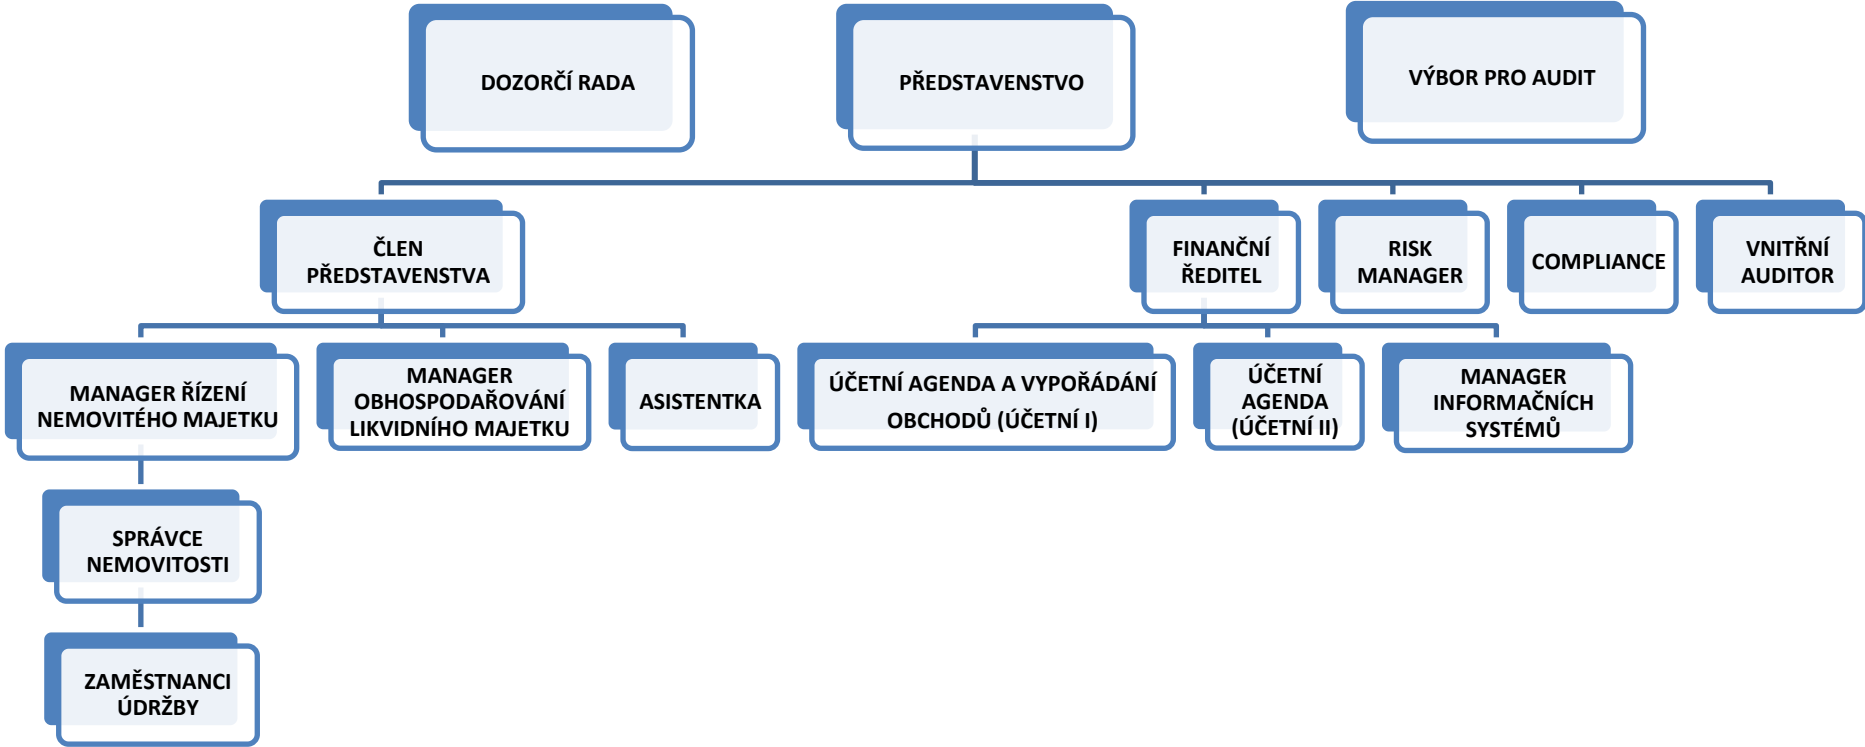 DOZORČÍ RADA
PŘEDSTAVENSTVO
VÝBOR PRO AUDIT
ČLEN
PŘEDSTAVENSTVA
FINANČNÍ
ŘEDITEL
RISK
MANAGER
COMPLIANCE
VNITŘNÍ
AUDITOR
MANAGER ŘÍZENÍ
NEMOVITÉHO MAJETKU
MANAGER
OBHOSPODAŘOVÁNÍ
LIKVIDNÍHO MAJETKU
ASISTENTKA
ÚČETNÍ AGENDA A VYPOŘÁDÁNÍ
OBCHODŮ (ÚČETNÍ I)
ÚČETNÍ
AGENDA
(ÚČETNÍ II)
MANAGER
INFORMAČNÍCH
SYSTÉMŮ
SPRÁVCE
NEMOVITOSTI
ZAMĚSTNANCI
ÚDRŽBY